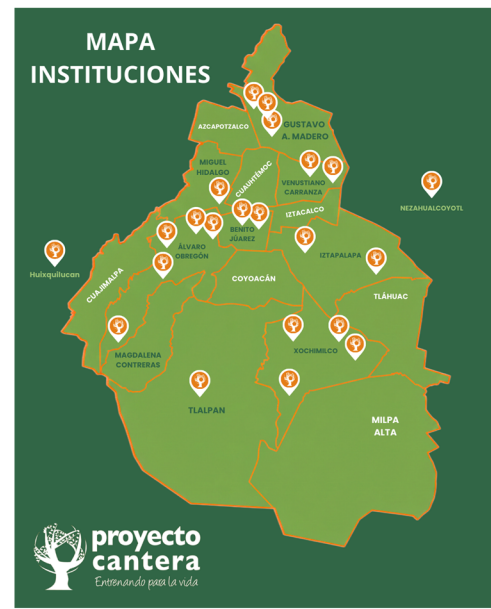 MAPA
INSTITUCIONES
AZCAPOTZALCO
GUSTAVO
A. MADERO
MIGUEL
HIDALGO
CUAUHTÉMOC
VENUSTIANO
CARRANZA
IZTACALCO
NEZAHUALCOYOTL
BENITO
JÚAREZ
ÁLVARO
OBREGÓN
IZTAPALAPA
Huixquilucan
CUAJIMALPA
COYOACÁN
TLÁHUAC
MAGDALENA
CONTRERAS
XOCHIMILCO
TLALPAN
MILPA
ALTA
proyecto
cantera
Entrenando para la vida